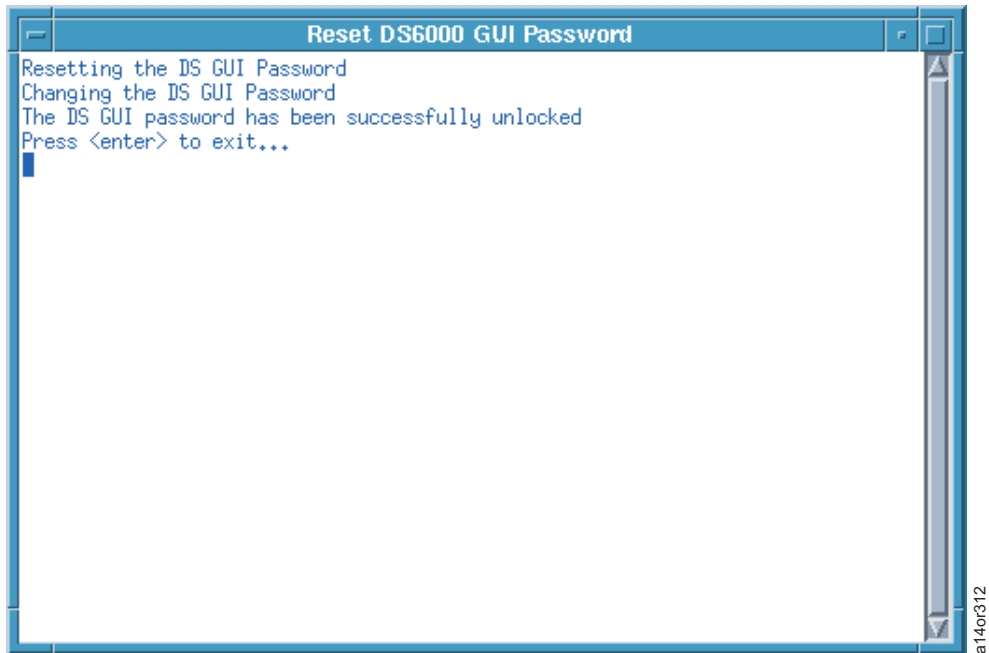 Reset DS6000 GUI Password
Resetting the DS GUI Password
Changing the DS GUI Password
The DS GUI password has been successfully unlocked
Press <enter> to exit...
a14or312